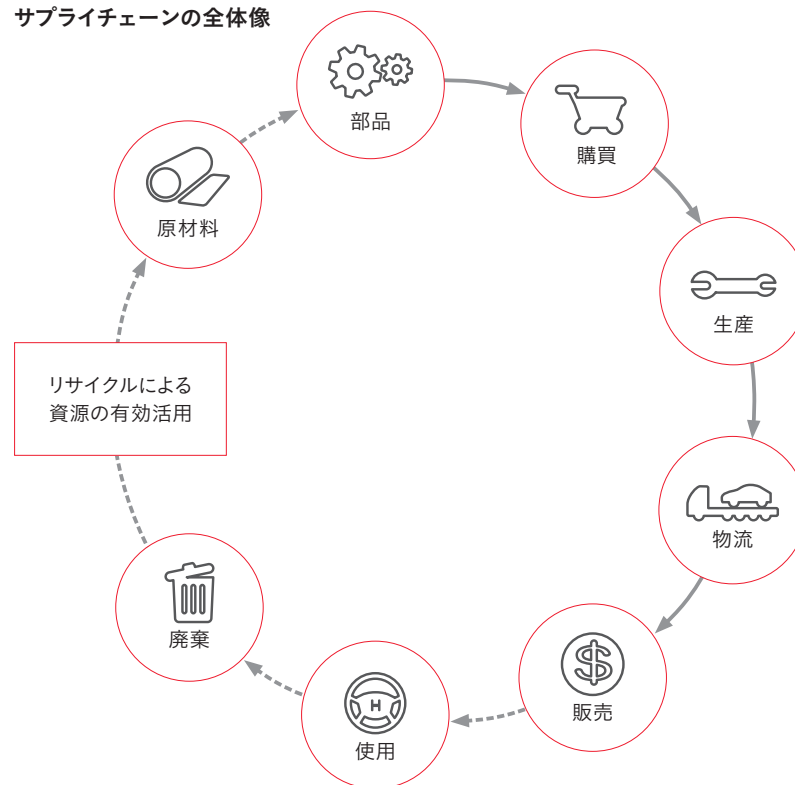 サプライチェーンの全体像
部品
購買
生産
物流
販売
$
使用
H
廃棄
リサイクルによる
資源の有効活用
原材料